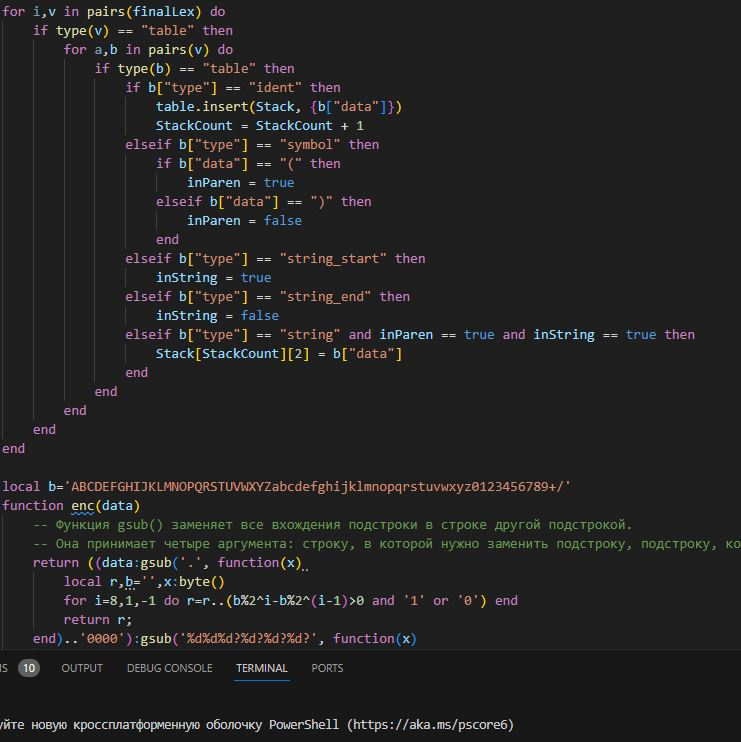 for i,v in pairs(finalLex) do
    if type(v) == "table" then
        for a,b in pairs(v) do
            if type(b) == "table" then
                if b["type"] == "ident" then
                    table.insert(Stack, {b["data"]})
                    StackCount = StackCount + 1
                elseif b["type"] == "symbol" then
                    if b["data"] == "(" then
                        inParen = true
                    elseif b["data"] == ")" then
                        inParen = false
                    end
                elseif b["type"] == "string_start" then
                    inString = true
                elseif b["type"] == "string_end" then
                    inString = false
                elseif b["type"] == "string" and inParen == true and inString == true then
                    Stack[StackCount][2] = b["data"]
                end
            end
        end
    end
end
local b='ABCDEFGHIJKLMNOPQRSTUVWXYZabcdefghijklmnopqrstuvwxyz0123456789+/'
function enc(data)
    -- Функция gsub() заменяет все вхождения подстроки в строке другой подстрокой.
    -- Она принимает четыре аргумента: строку, в которой нужно заменить подстроку, подстроку, ко
    return ((data:gsub('.', function(x)
        local r,b='',x:byte()
        for i=8,1,-1 do r=r..(b%2^i-b%2^(i-1)>0 and '1' or '0') end
        return r;
    end)..'0000'):gsub('%d%d%d?%d?%d?%d?', function(x)
MS 10 OUTPUT DEBUG CONSOLE TERMINAL PORTS
уйте новую кроссплатформенную оболочку PowerShell (https://aka.ms/pscore6)